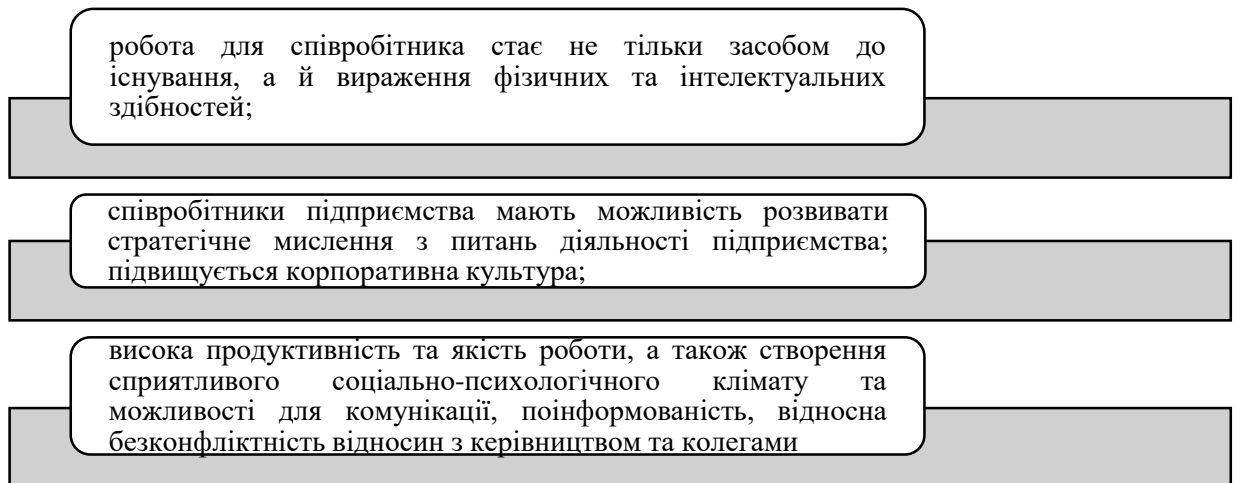 робота для співробітника стає не тільки засобом до
існування, а й вираження фізичних та інтелектуальних
здібностей;
співробітники підприємства мають можливість розвивати
стратегічне мислення з питань діяльності підприємства;
підвищується корпоративна культура;
висока продуктивність та якість роботи, а також створення
сприятливого соціально-психологічного клімату та
можливості для комунікації, поінформованість, відносна
безконфліктність відносин з керівництвом та колегами